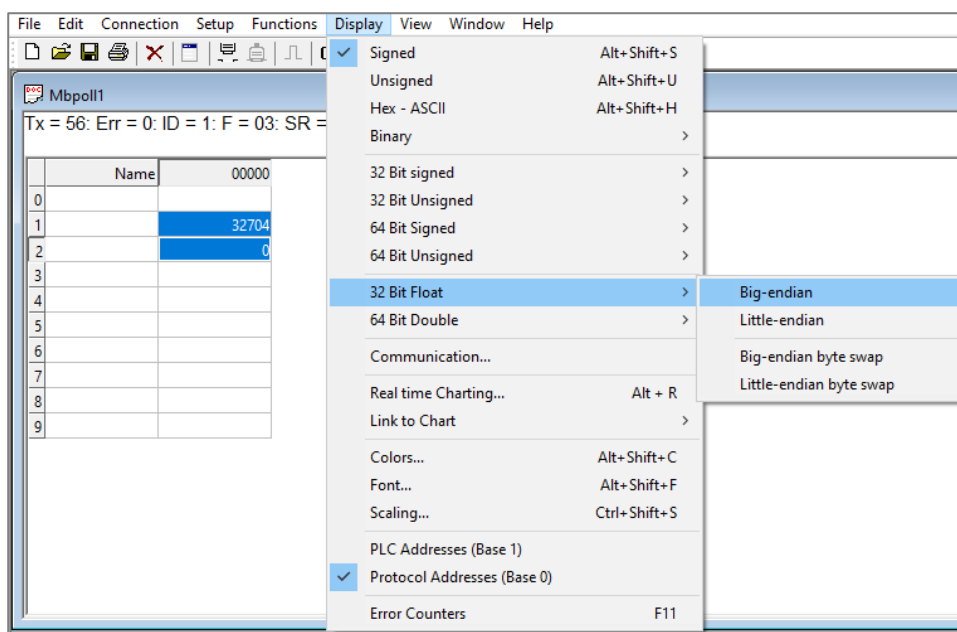 File Edit Connection Setup Functions Display View Window Help
Mbpoll1
Tx = 56: Err = 0: ID = 1: F = 03: SR =
Name 00000
0
1 32704
2 0
3
4
5
6
7
8
9
Signed Alt+Shift+S
Unsigned Alt+Shift+U
Hex - ASCII Alt+Shift+H
Binary
32 Bit signed
32 Bit Unsigned
64 Bit Signed
64 Bit Unsigned
32 Bit Float
64 Bit Double
Communication...
Real time Charting... Alt + R
Link to Chart
Colors... Alt+Shift+C
Font... Alt+Shift+F
Scaling... Ctrl+Shift+S
PLC Addresses (Base 1)
Protocol Addresses (Base 0)
Error Counters F11
Big-endian
Little-endian
Big-endian byte swap
Little-endian byte swap